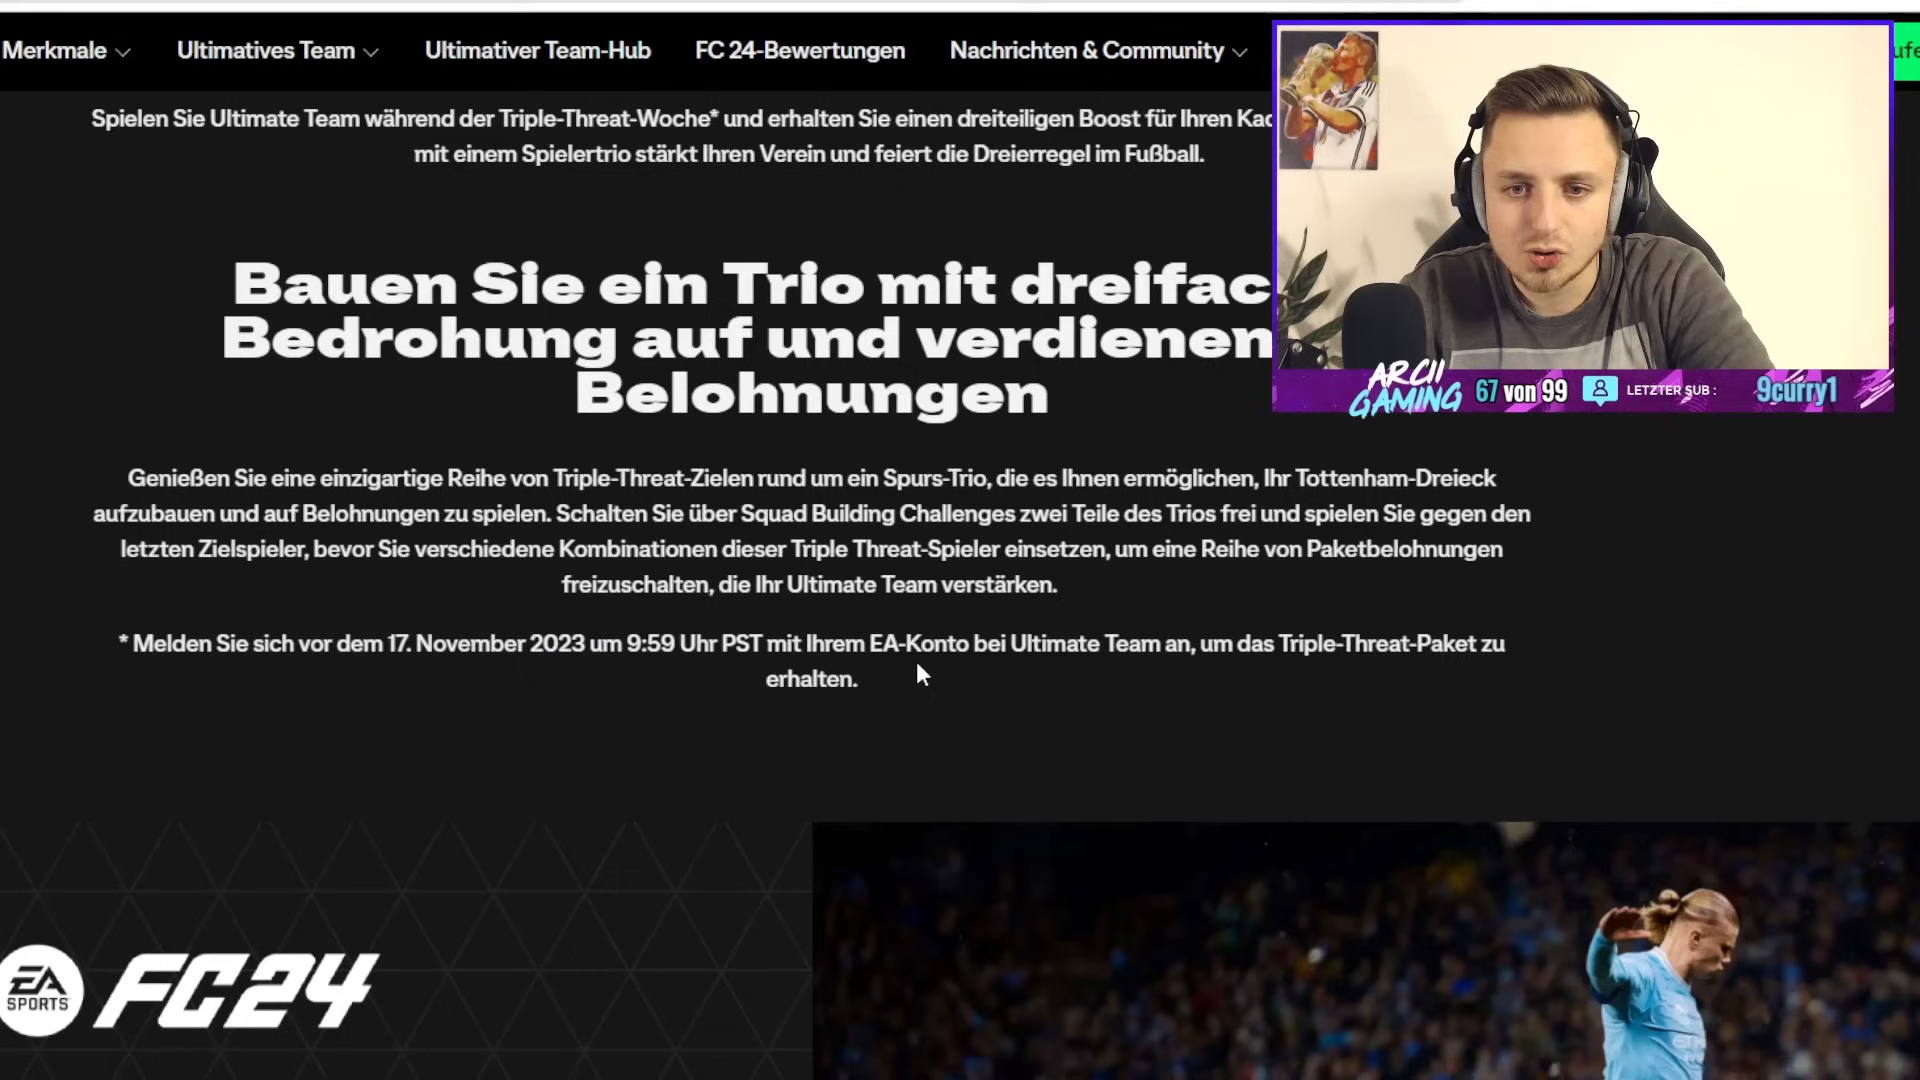 Merkmale
Ultimatives Team
Ultimativer Team-Hub
FC 24-Bewertungen
Nachrichten & Community
Spielen Sie Ultimate Team während der Triple-Threat-Woche* und erhalten Sie einen dreiteiligen Boost für Ihren
mit einem Spielertrio stärkt Ihren Verein und feiert die Dreierregel im Fußball.
Bauen Sie ein Trio mit dreifac
Bedrohung auf und verdienen
Belohnungen
ARCII
GAMING
67 von 99
LETZTER SUB :
9curry1
Genießen Sie eine einzigartige Reihe von Triple-Threat-Zielen rund um ein Spurs-Trio, die es Ihnen ermöglichen, Ihr Tottenham-Dreieck
aufzubauen und auf Belohnungen zu spielen. Schalten Sie über Squad Building Challenges zwei Teile des Trios frei und spielen Sie gegen den
letzten Zielspieler, bevor Sie verschiedene Kombinationen dieser Triple Threat-Spieler einsetzen, um eine Reihe von Paketbelohnungen
freizuschalten, die Ihr Ultimate Team verstärken.
* Melden Sie sich vor dem 17. November 2023 um 9:59 Uhr PST mit Ihrem EA-Konto bei Ultimate Team an, um das Triple-Threat-Paket zu
erhalten.
EA
SPORTS
FC24